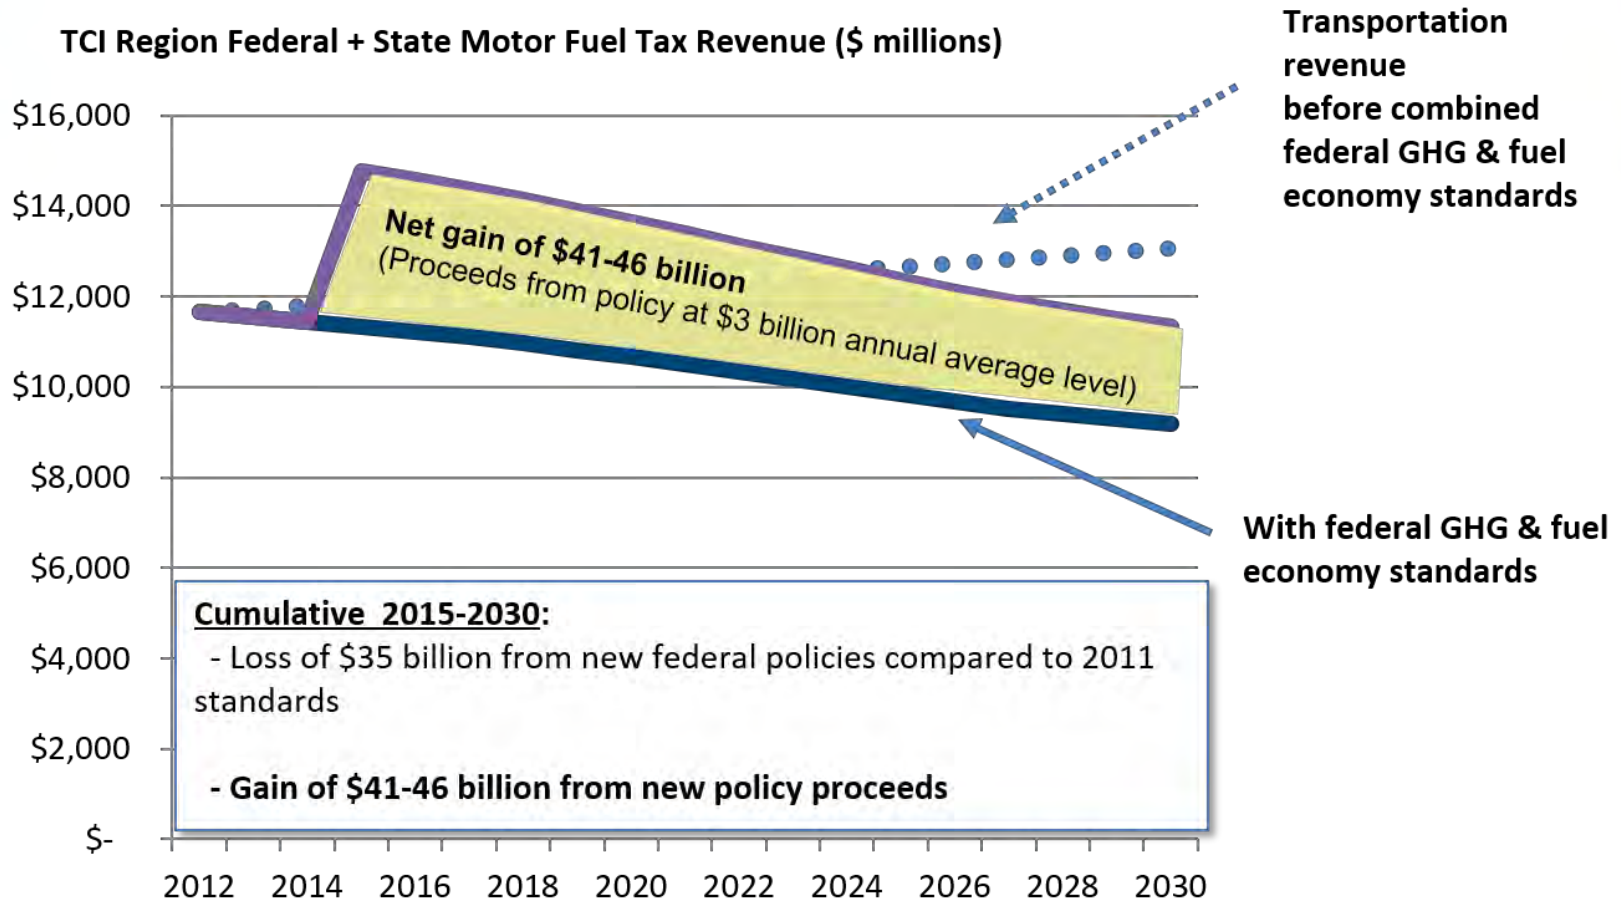 TCI Region Federal + State Motor Fuel Tax Revenue ($ millions)
Transportation
revenue
before combined
federal GHG & fuel
economy standards
$16,000
$14,000
$12,000
$10,000
$8,000
$6,000
$4,000
$2,000
$-
Net gain of $41-46 billion
(Proceeds from policy at $3 billion annual average level)
With federal GHG & fuel
economy standards
Cumulative 2015-2030:
- Loss of $35 billion from new federal policies compared to 2011
standards
- Gain of $41-46 billion from new policy proceeds
2012 2014 2016 2018 2020 2022 2024 2026 2028 2030